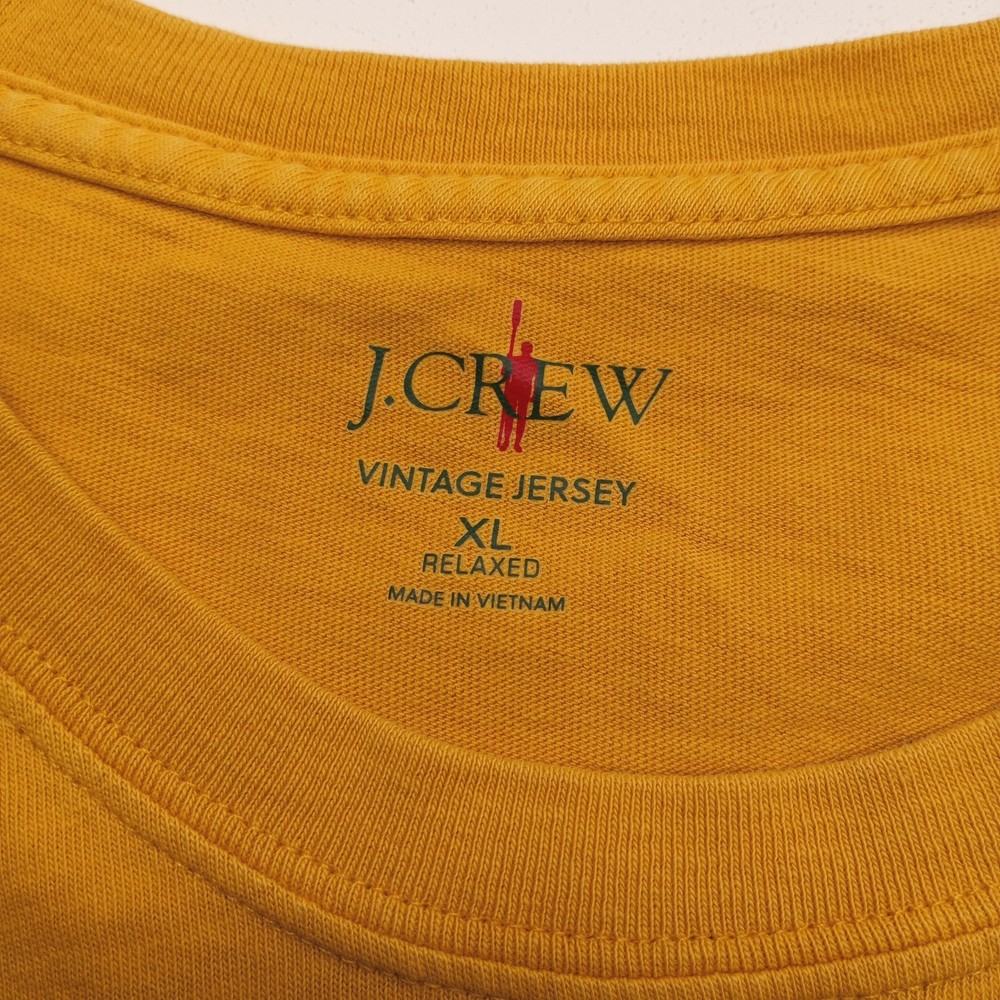 J.CREW
VINTAGE JERSEY
XL
RELAXED
MADE IN VIETNAM